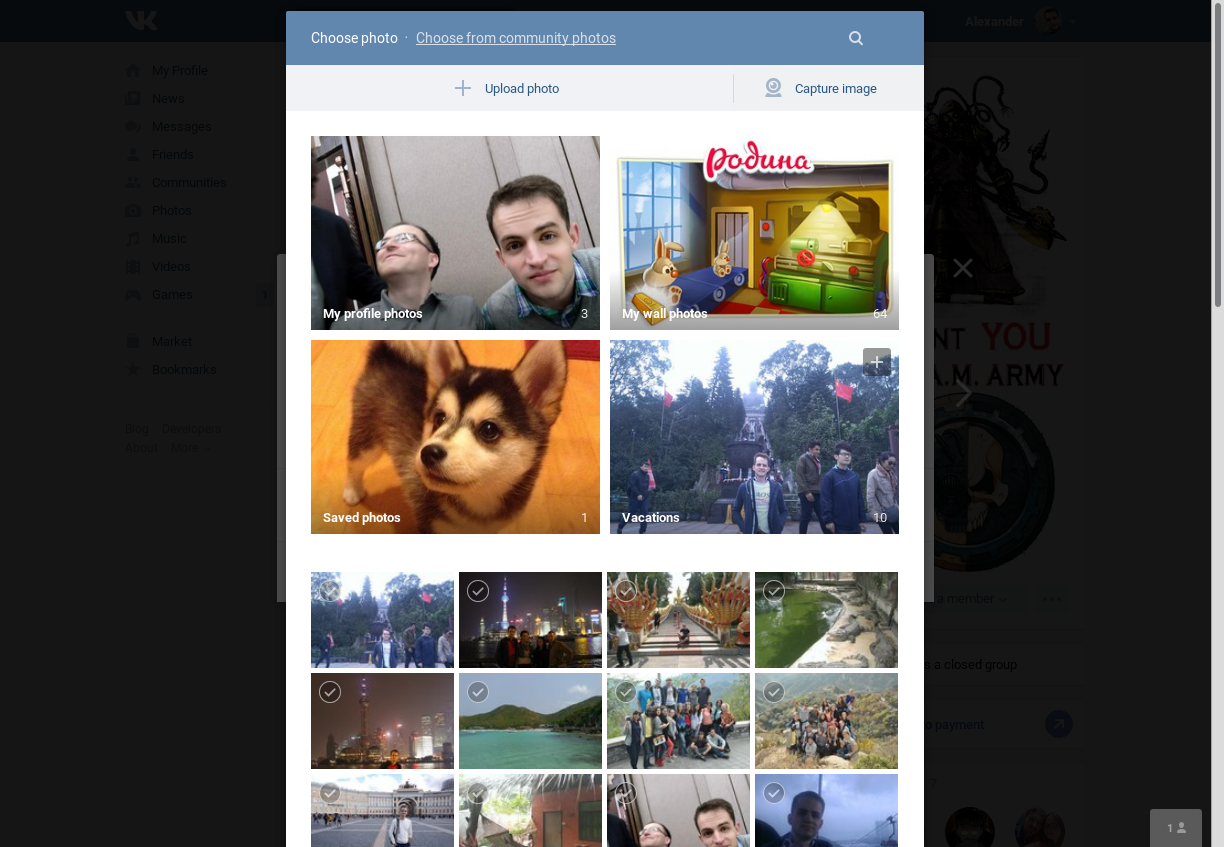 Alexander
Choose photo · Choose from community photos
Upload photo
Capture image
My Profile
News
Messages
Friends
Communities
Photos
Music
Videos
Games
1
Market
Bookmarks
Blog Developers
About More
Родина
My profile photos 3
My wall photos 64
Saved photos 1
Vacations 10
NT YOU
A.M. ARMY
a member
s a closed group
o payment
7
1